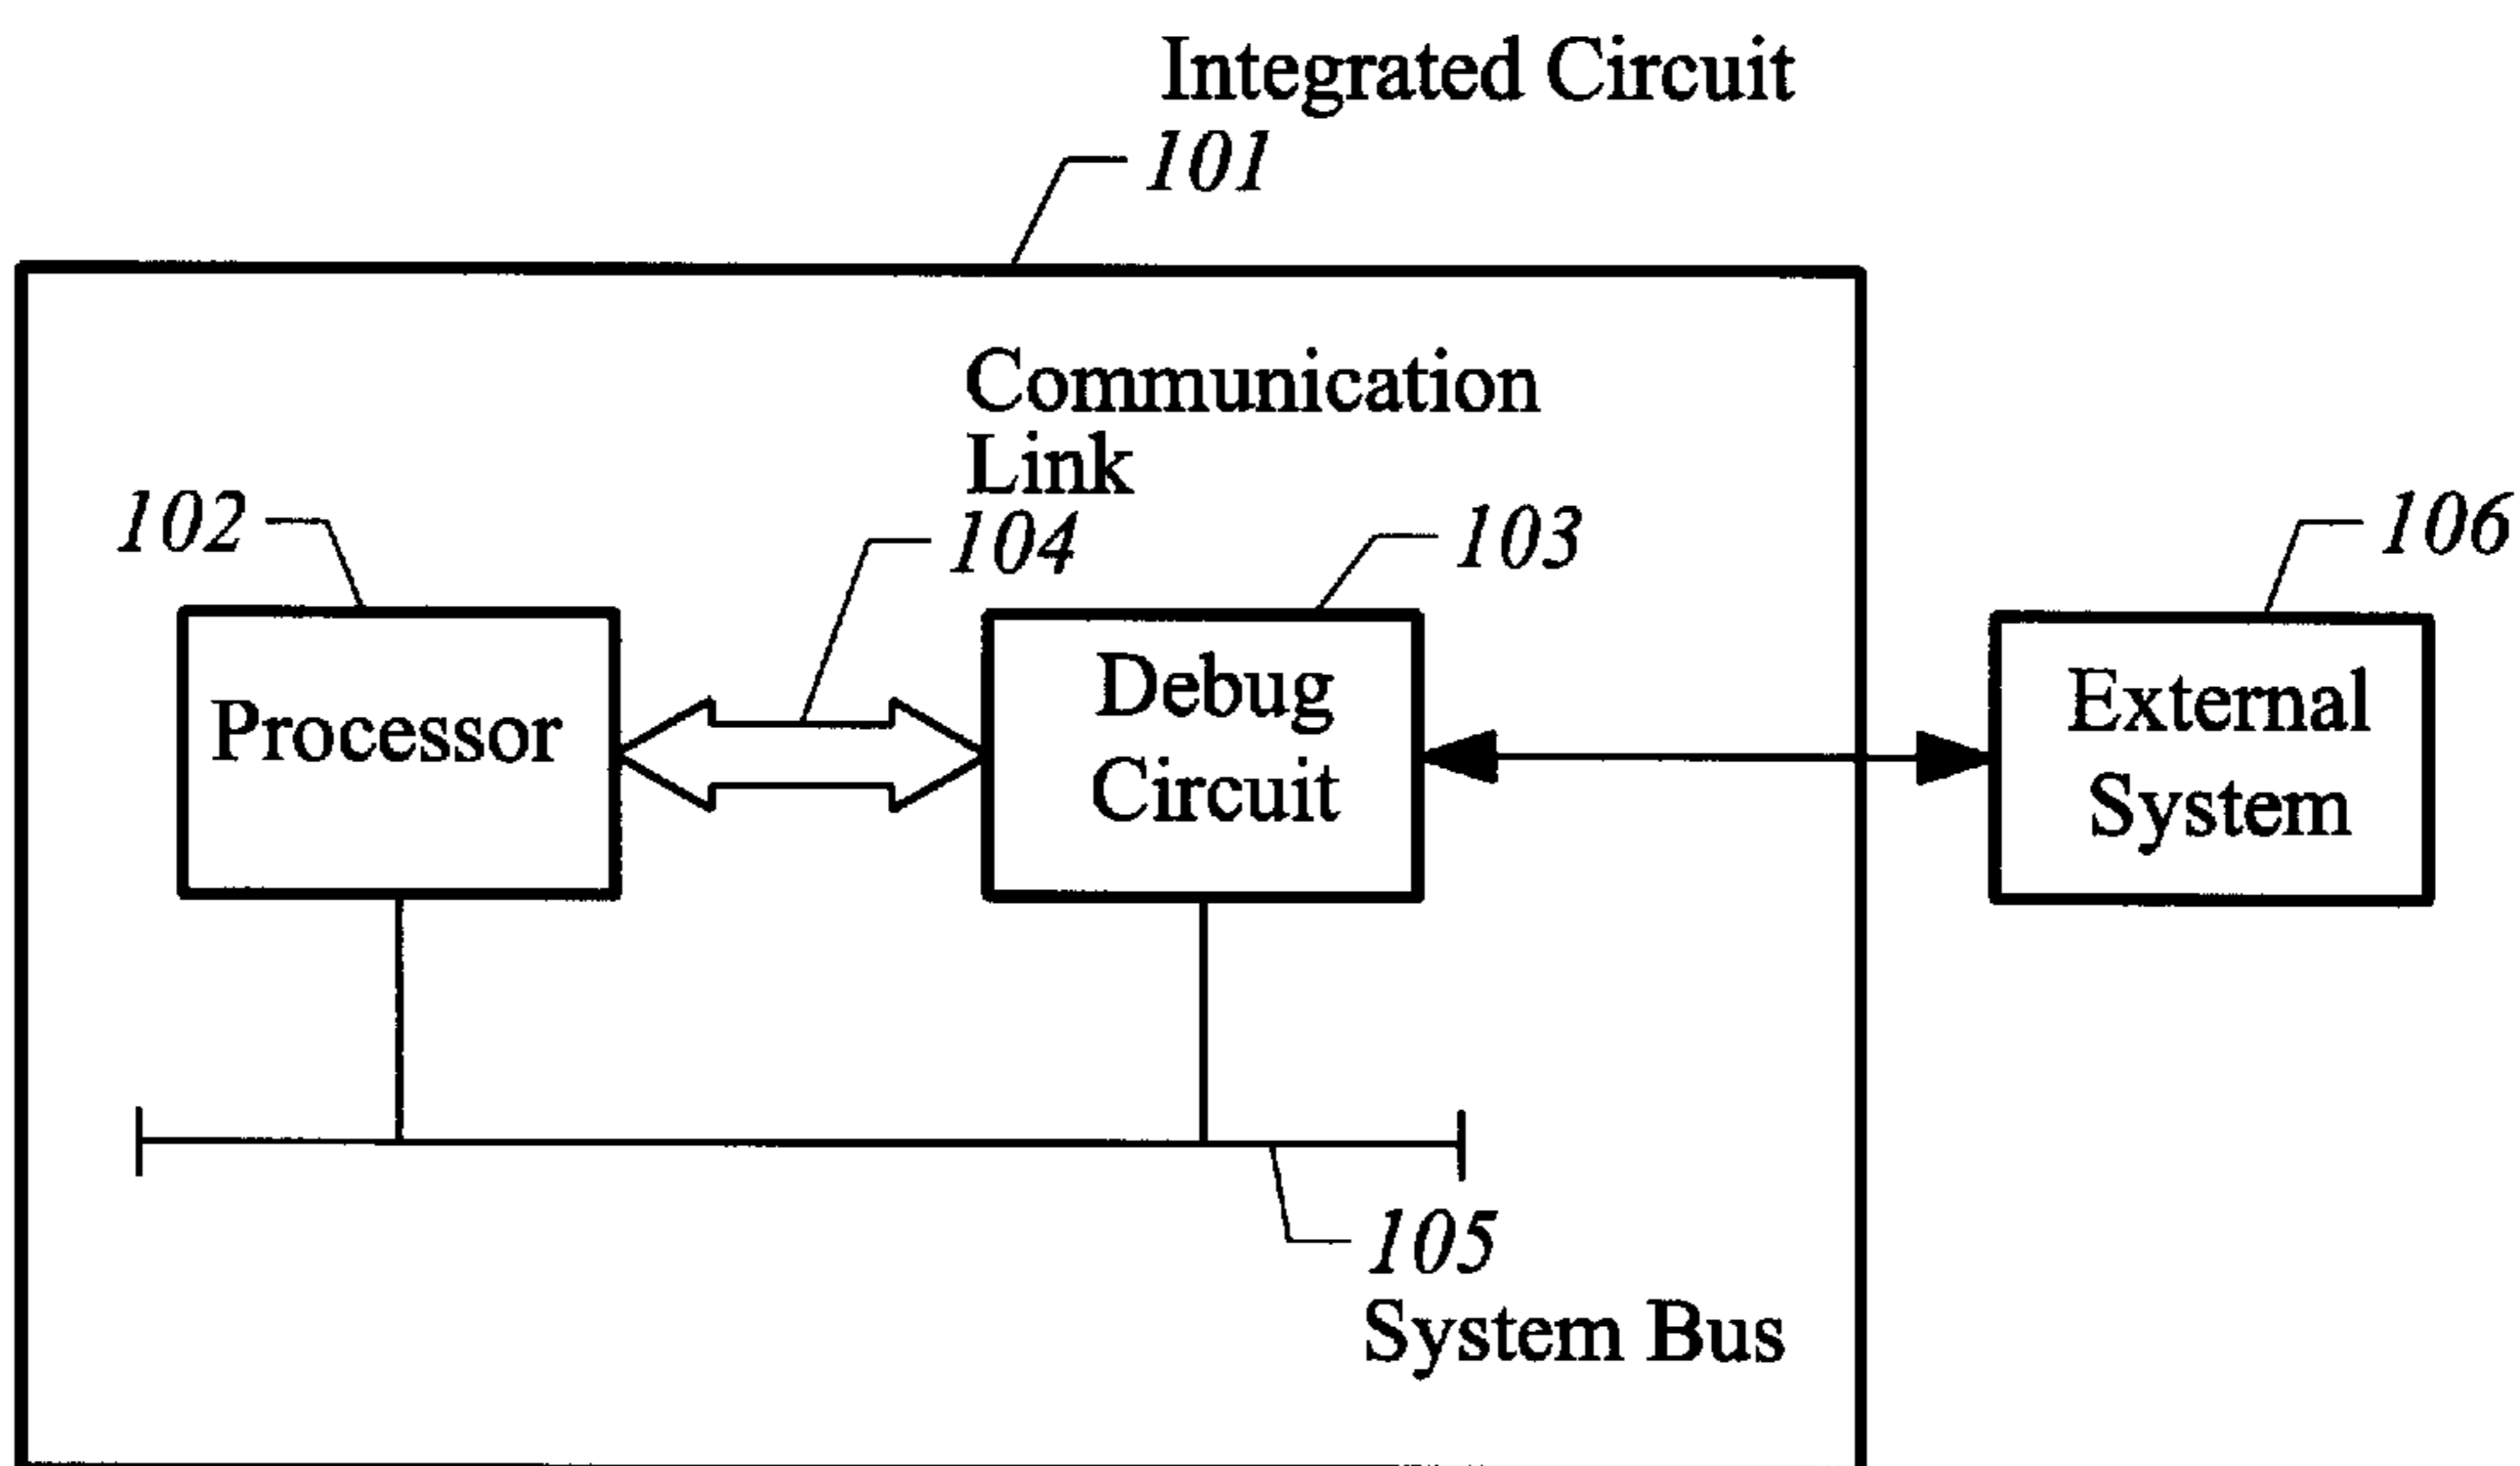 Integrated Circuit
101
Communication
Link
104
102
103
106
Processor
Debug
Circuit
External
System
105
System Bus